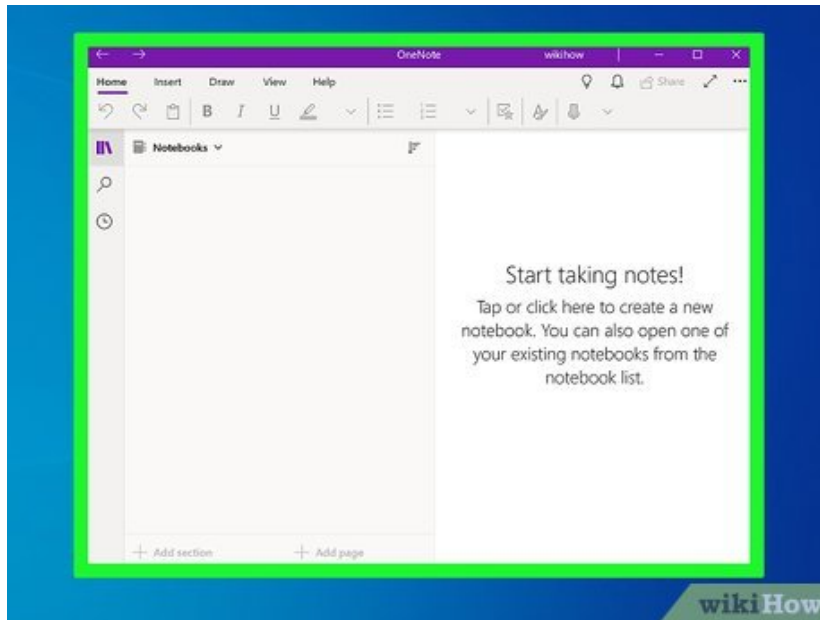 OneNote
wikihow
Home Insert Draw View Help
Share
B I U
Notebooks
Start taking notes!
Tap or click here to create a new
notebook. You can also open one of
your existing notebooks from the
notebook list.
+ Add section + Add page
wikiHow